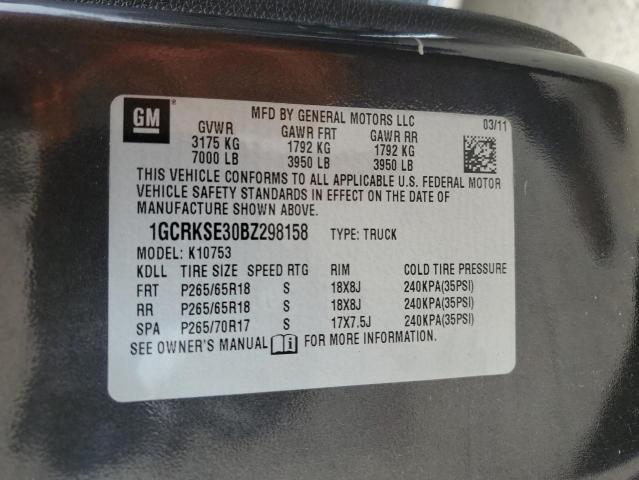 GM
MFD BY GENERAL MOTORS LLC
03/11
GVWR GAWR FRT GAWR RR
3175 KG 1792 KG 1792 KG
7000 LB 3950 LB 3950 LB
THIS VEHICLE CONFORMS TO ALL APPLICABLE U.S. FEDERAL MOTOR
VEHICLE SAFETY STANDARDS IN EFFECT ON THE DATE OF
MANUFACTURE SHOWN ABOVE.
1GCRKSE30BZ298158 TYPE: TRUCK
MODEL: K10753
KDLL TIRE SIZE SPEED RTG RIM COLD TIRE PRESSURE
FRT P265/65R18 S 18X8J 240KPA(35PSI)
RR P265/65R18 S 18X8J 240KPA(35PSI)
SPA P265/70R17 S 17X7.5J 240KPA(35PSI)
SEE OWNER'S MANUAL i FOR MORE INFORMATION.